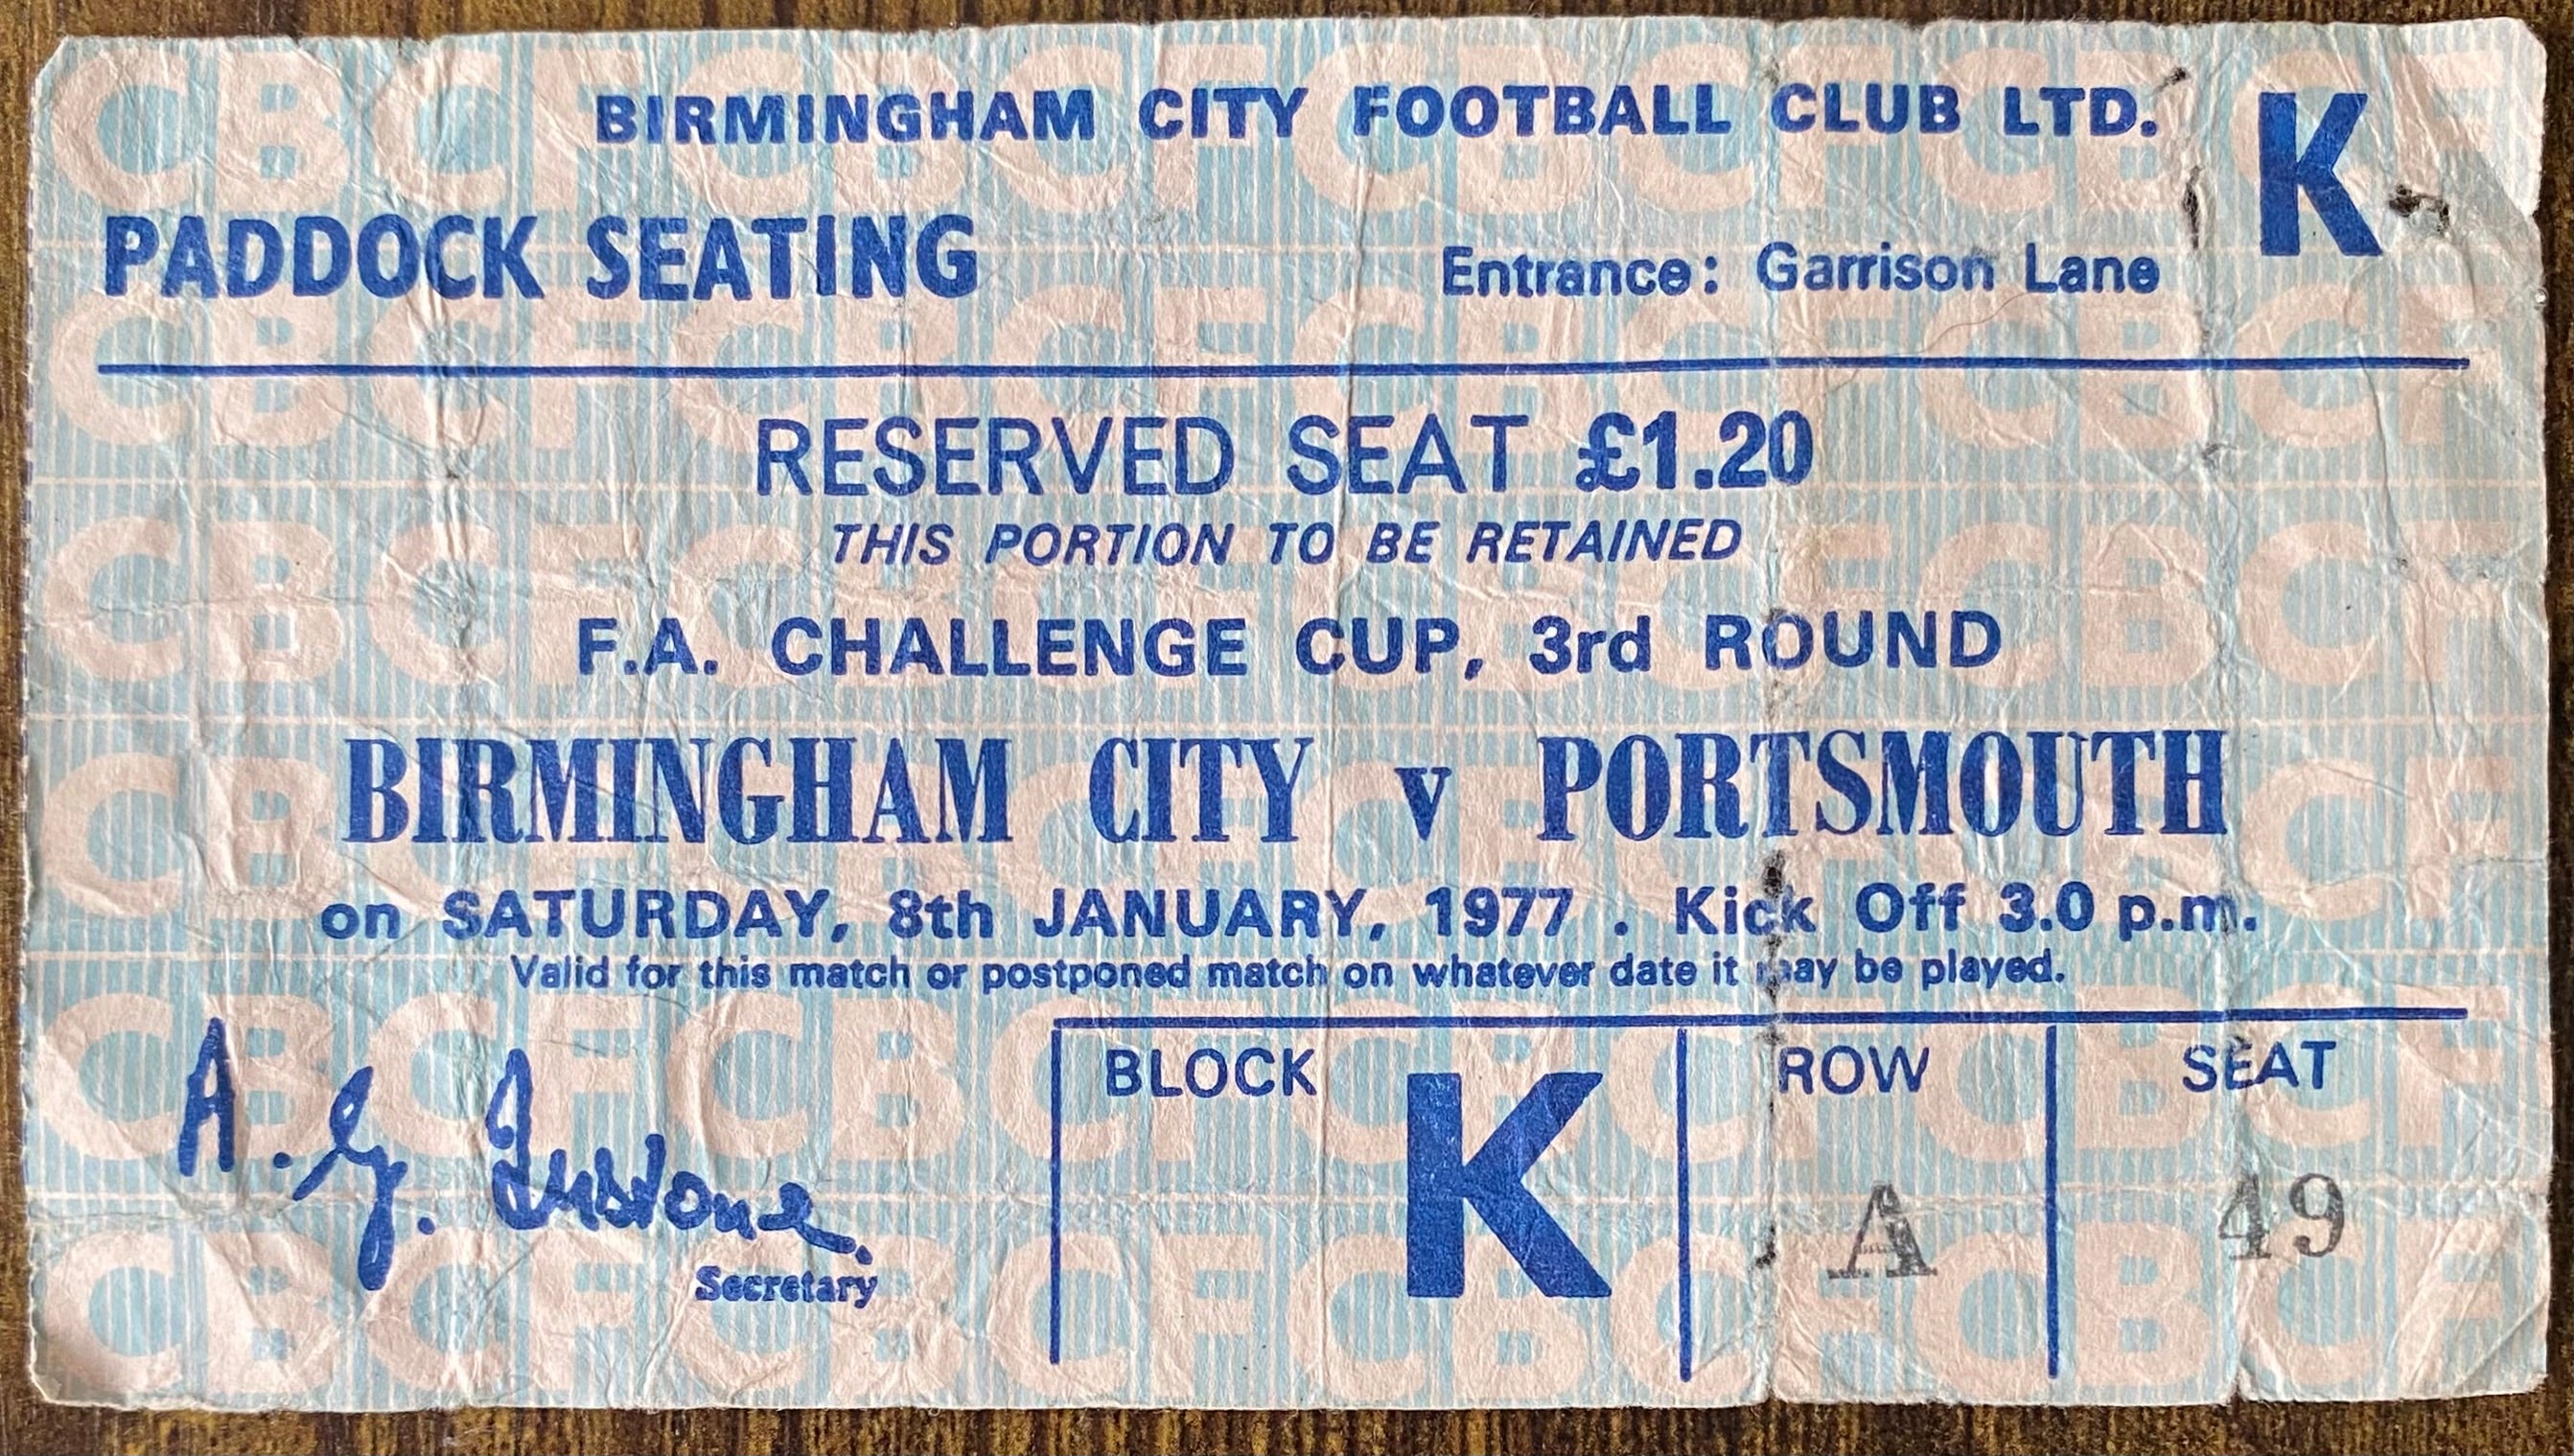 BIRMINGHAM CITY FOOTBALL CLUB LTD.
K
PADDOCK SEATING
Entrance: Garrison Lane
RESERVED SEAT £1.20
THIS PORTION TO BE RETAINED
F.A. CHALLENGE CUP, 3rd ROUND
BIRMINGHAM CITY v PORTSMOUTH
on SATURDAY, 8th JANUARY, 1977 . Kick Off 3.0 p.m.
Valid for this match or postponed match on whatever date it may be played.
A. G.
Secretary
BLOCK K
ROW A
SEAT 49